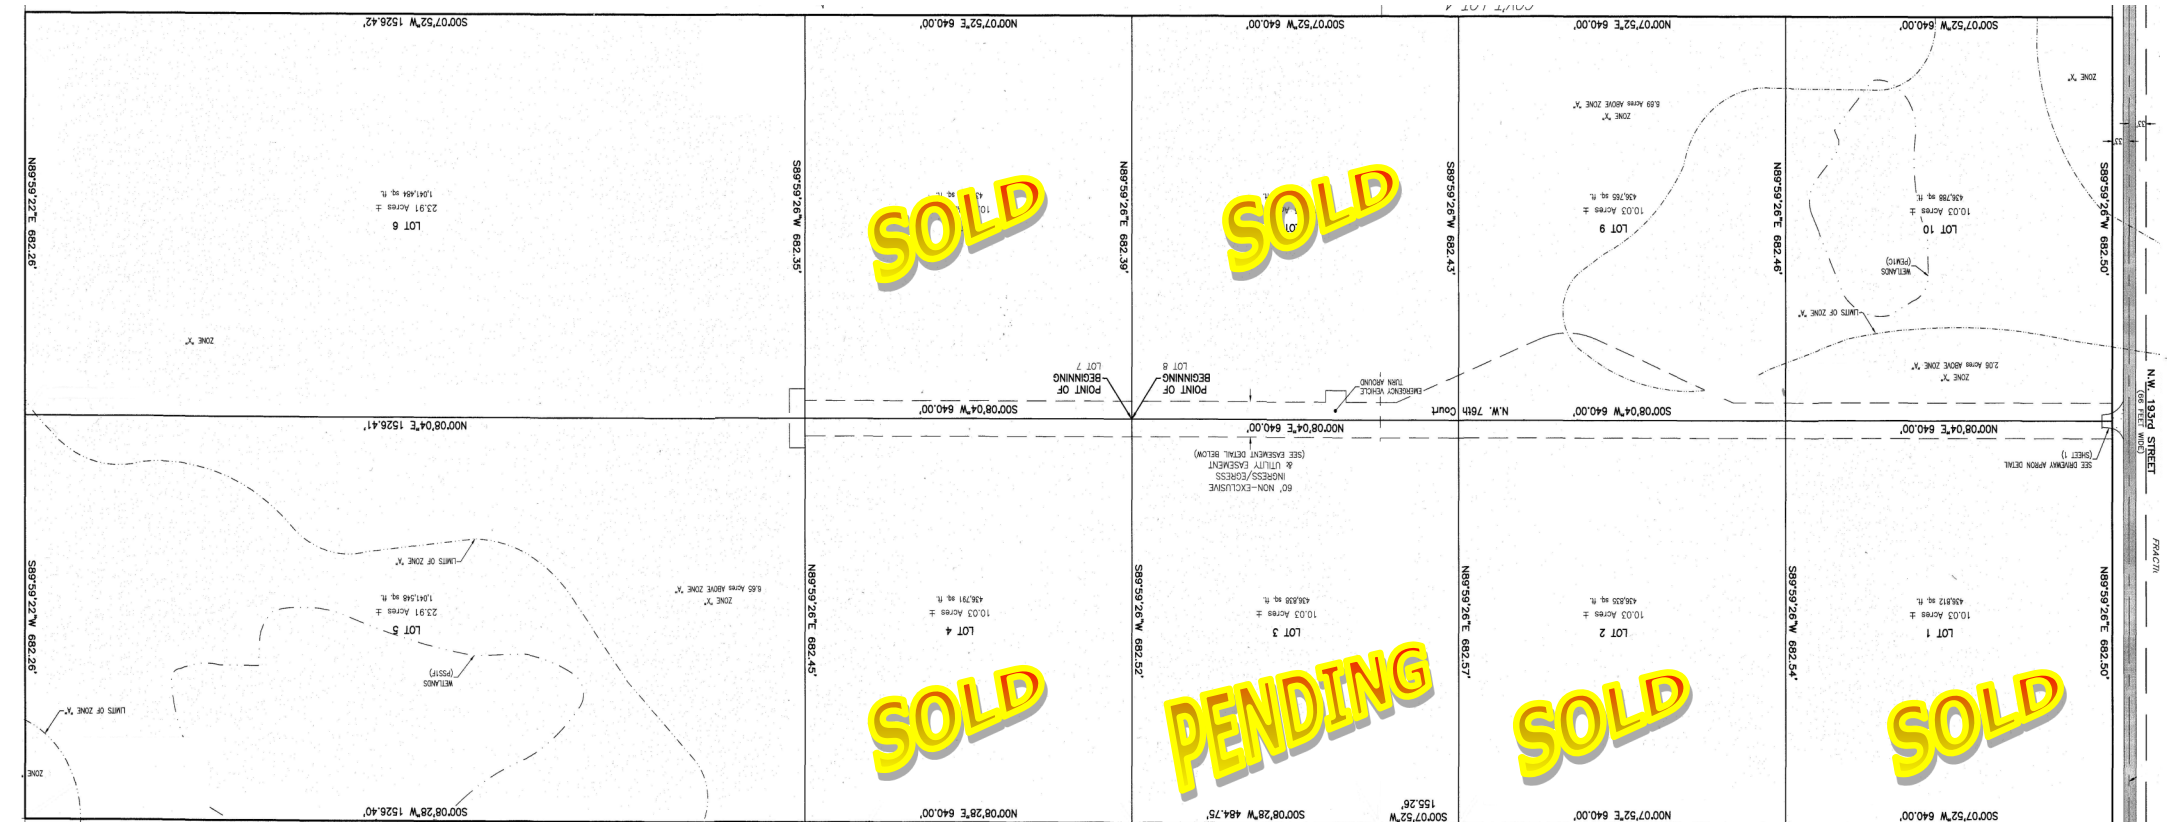 GOV'T LOT 4
S00°07'52"W 1526.42'
N00°07'52"E 640.00'
S00°07'52"W 640.00'
N00°07'52"E 640.00'
S00°07'52"W 640.00'
ZONE "X"
6.69 Acres ABOVE ZONE "A"
ZONE "X"
33'
33'
N89°59'22"E 682.26'
1,041,484 sq. ft.
23.91 Acres ±
LOT 6
S89°59'26"W 682.35'
SOLD
N89°59'26"E 682.39'
SOLD
S89°59'26"W 682.43'
436,765 sq. ft.
10.03 Acres ±
LOT 9
N89°59'26"E 682.46'
436,788 sq. ft.
10.03 Acres ±
LOT 10
S89°59'26"W 682.50'
WETLANDS
(PEM1C)
LIMITS OF ZONE "A"
ZONE "X"
2.06 Acres ABOVE ZONE "A"
ZONE "X"
POINT OF
BEGINNING
LOT 7
POINT OF
BEGINNING
LOT 8
EMERGENCY VEHICLE
TURN AROUND
N.W. 193rd STREET
(66 FEET WIDE)
S00°08'04"W 640.00'
N.W. 76th Court
S00°08'04"W 640.00'
N00°08'04"E 1526.41'
N00°08'04"E 640.00'
N00°08'04"E 640.00'
60' NON-EXCLUSIVE
INGRESS/EGRESS
& UTILITY EASEMENT
(SEE EASEMENT DETAIL BELOW)
SEE DRIVEWAY APRON DETAIL
(SHEET 1)
S89°59'22"W 682.26'
LIMITS OF ZONE "A"
1,041,548 sq. ft.
23.91 Acres ±
LOT 5
ZONE "X"
6.65 Acres ABOVE ZONE "A"
WETLANDS
(PSS1F)
LIMITS OF ZONE "A"
ZONE
N89°59'26"E 682.45'
436,791 sq. ft.
10.03 Acres ±
LOT 4
SOLD
S89°59'26"W 682.52'
436,838 sq. ft.
10.03 Acres ±
LOT 3
PENDING
N89°59'26"E 682.57'
436,835 sq. ft.
10.03 Acres ±
LOT 2
SOLD
S89°59'26"W 682.54'
436,812 sq. ft.
10.03 Acres ±
LOT 1
SOLD
N89°59'26"E 682.50'
S00°08'28"W 1526.40'
N00°08'28"E 640.00'
S00°08'28"W 484.75'
S00°07'52"W
155.26'
N00°07'52"E 640.00'
S00°07'52"W 640.00'